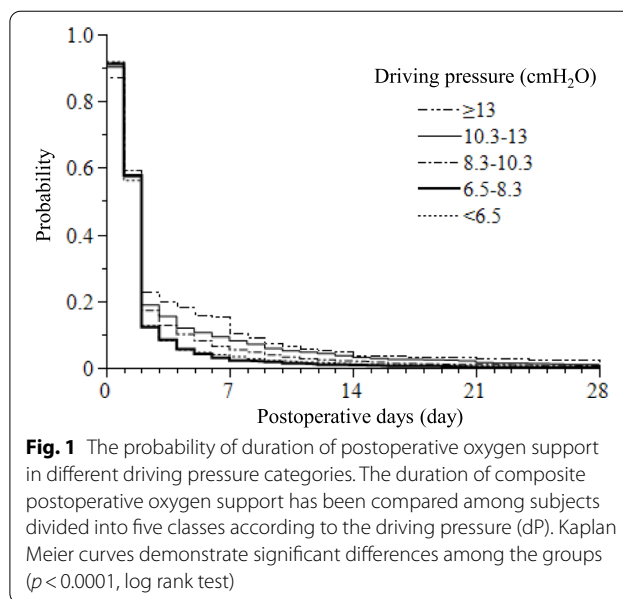 1.0
0.8
0.6
0.4
0.2
0
Probability
Driving pressure (cmH₂O)
≥13
10.3-13
8.3-10.3
6.5-8.3
<6.5
0 7 14 21 28
Postoperative days (day)
Fig. 1 The probability of duration of postoperative oxygen support
in different driving pressure categories. The duration of composite
postoperative oxygen support has been compared among subjects
divided into five classes according to the driving pressure (dP). Kaplan
Meier curves demonstrate significant differences among the groups
(p < 0.0001, log rank test)